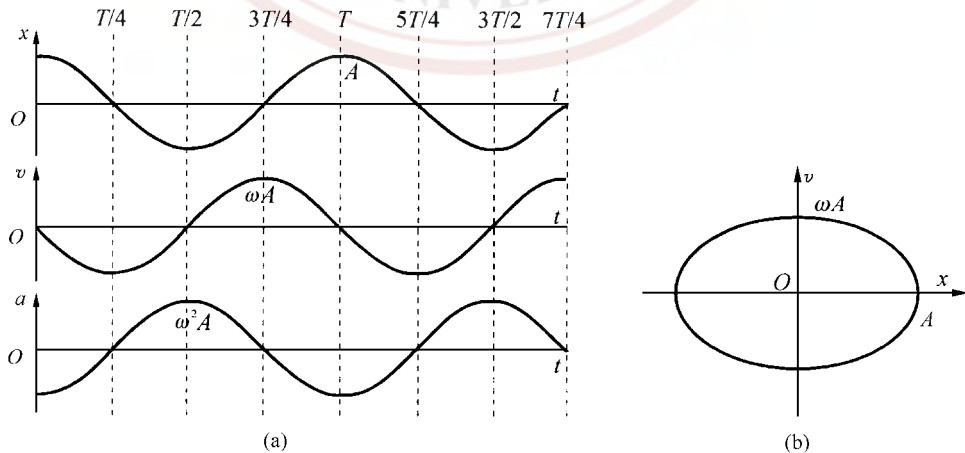 T/4 T/2 3T/4 T 5T/4 3T/2 7T/4
x
A
t
O
v
ωA
t
O
a
ω²A
O
t
(a)
v
ωA
O
x
A
(b)